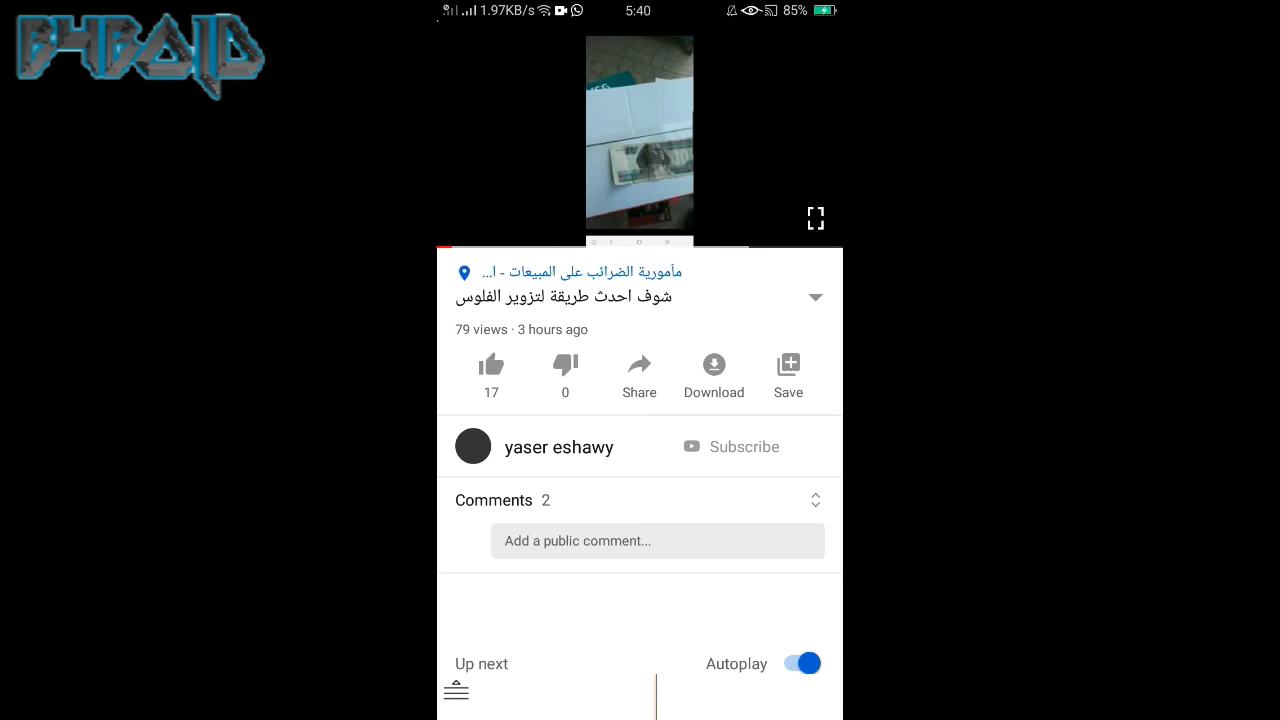 1.97KB/s
5:40
85%
مأمورية الضرائب على المبيعات - ا...
شوف احدث طريقة لتزوير الفلوس
79 views · 3 hours ago
17
0
Share
Download
Save
yaser eshawy
Subscribe
Comments 2
Add a public comment...
Up next
Autoplay